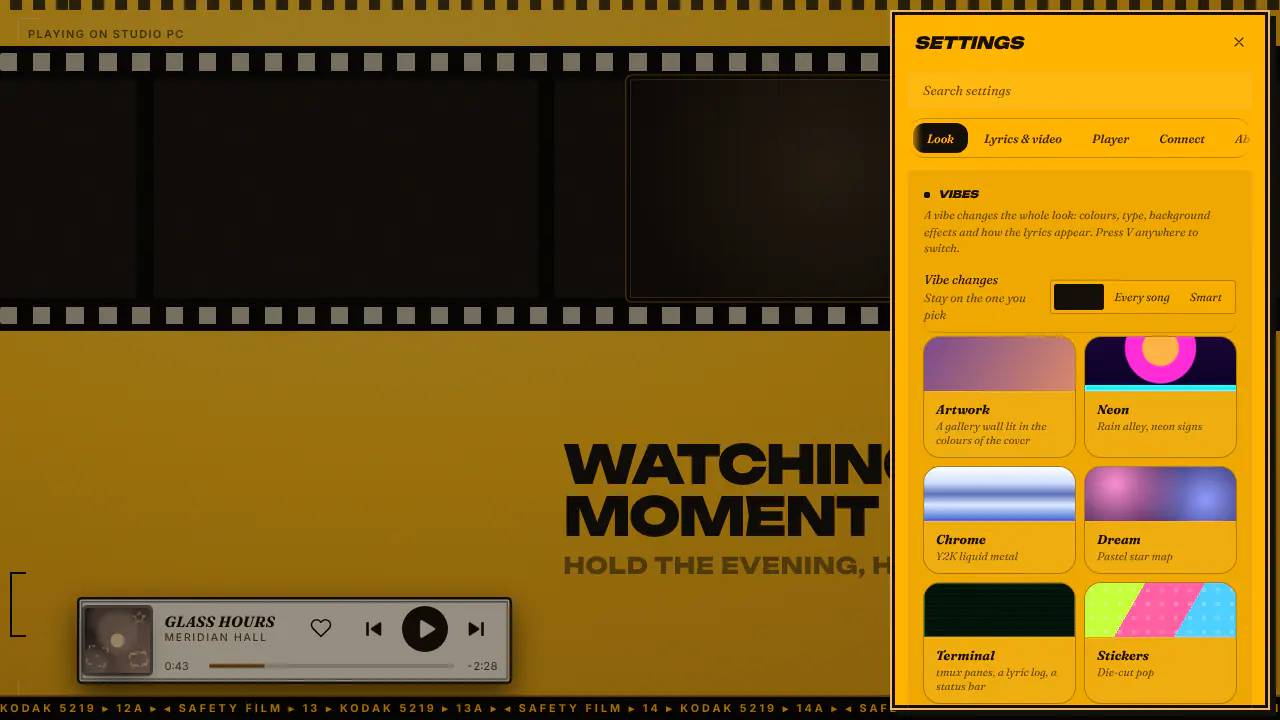 PLAYING ON STUDIO PC
WATCHING
MOMENT
HOLD THE EVENING, H
GLASS HOURS
MERIDIAN HALL
0:43
-2:28
KODAK 5219 ▸ 12A ▸ ◂ SAFETY FILM ▸ 13 ▸ KODAK 5219 ▸ 13A ▸ ◂ SAFETY FILM ▸ 14 ▸ KODAK 5219 ▸ 14A ▸ ◂ SAFE
SETTINGS
Search settings
Look
Lyrics & video
Player
Connect
Ab
VIBES
A vibe changes the whole look: colours, type, background
effects and how the lyrics appear. Press V anywhere to
switch.
Vibe changes
Stay on the one you
pick
Every song
Smart
Artwork
A gallery wall lit in the
colours of the cover
Neon
Rain alley, neon signs
Chrome
Y2K liquid metal
Dream
Pastel star map
Terminal
tmux panes, a lyric log, a
status bar
Stickers
Die-cut pop